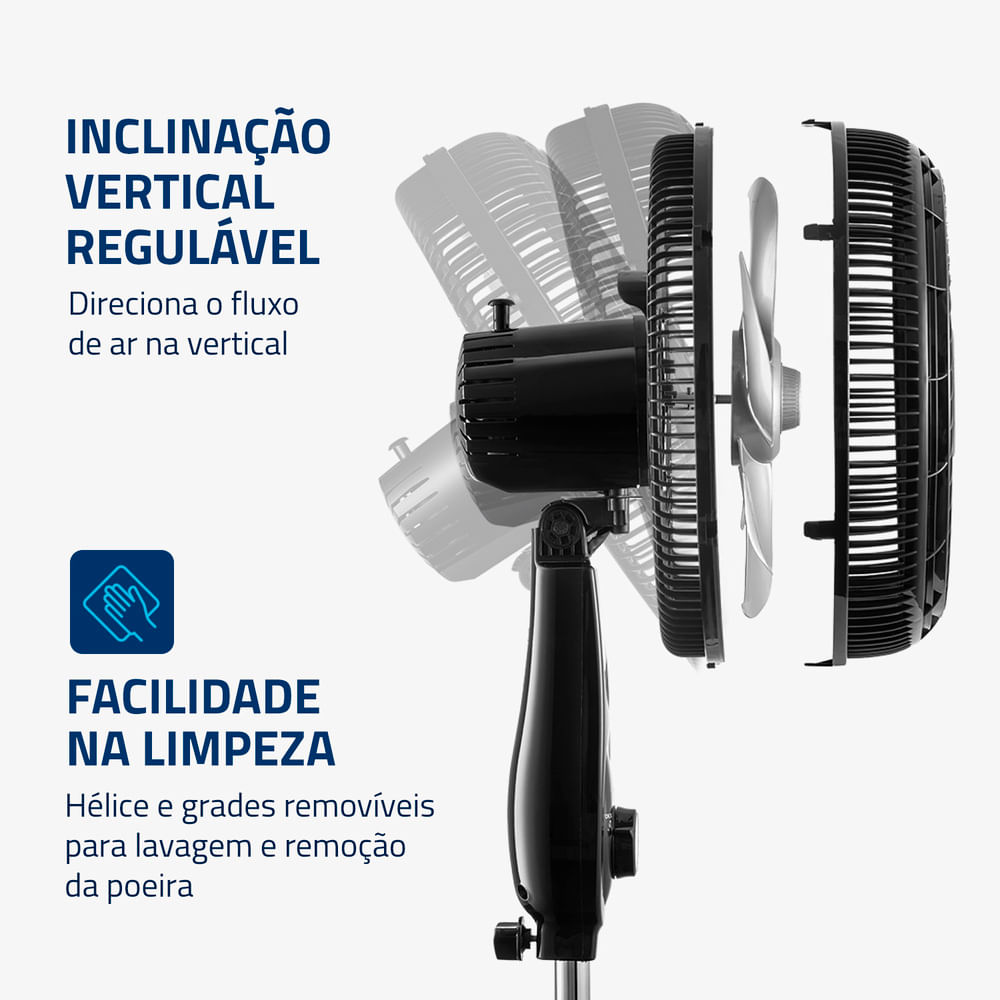 INCLINAÇÃO
VERTICAL
REGULÁVEL
Direciona o fluxo
de ar na vertical
FACILIDADE
NA LIMPEZA
Hélice e grades removíveis
para lavagem e remoção
da poeira